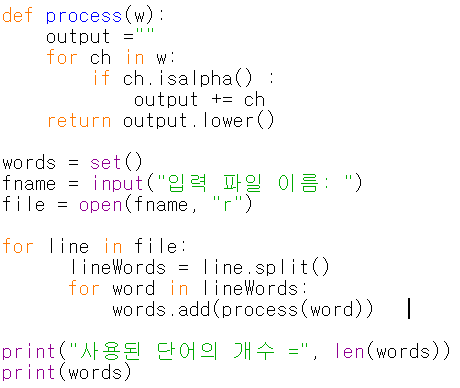 def process(w):
    output =""
    for ch in w:
        if ch.isalpha() :
            output += ch
    return output.lower()

words = set()
fname = input("입력 파일 이름: ")
file = open(fname, "r")

for line in file:
      lineWords = line.split()
      for word in lineWords:
          words.add(process(word))

print("사용된 단어의 개수 =", len(words))
print(words)